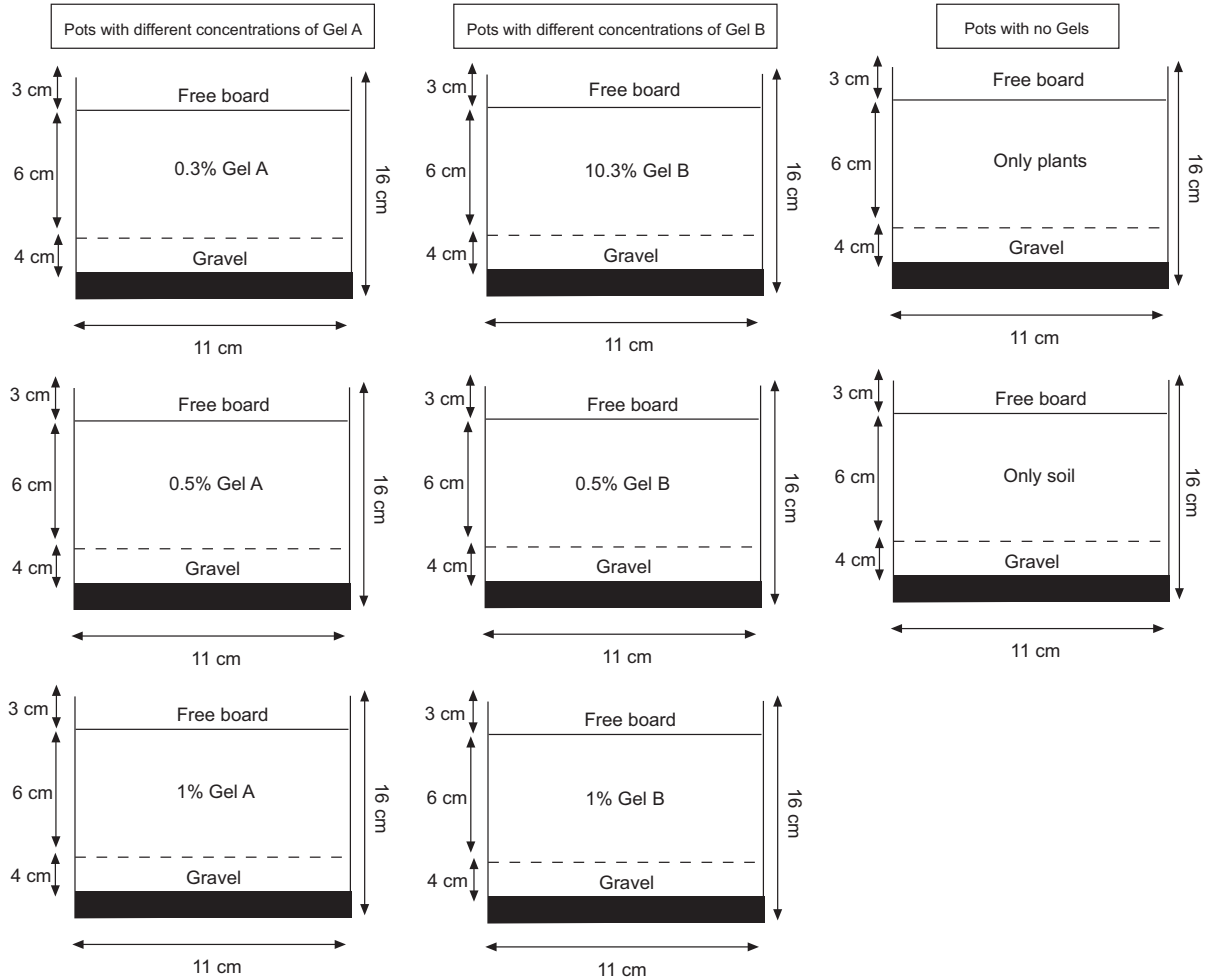 Pots with different concentrations of Gel A
Pots with different concentrations of Gel B
Pots with no Gels
3 cm
Free board
6 cm
0.3% Gel A
4 cm
Gravel
16 cm
11 cm
3 cm
Free board
6 cm
10.3% Gel B
4 cm
Gravel
16 cm
11 cm
3 cm
Free board
6 cm
Only plants
4 cm
Gravel
16 cm
11 cm
3 cm
Free board
6 cm
0.5% Gel A
4 cm
Gravel
16 cm
11 cm
3 cm
Free board
6 cm
0.5% Gel B
4 cm
Gravel
16 cm
11 cm
3 cm
Free board
6 cm
Only soil
4 cm
Gravel
16 cm
11 cm
3 cm
Free board
6 cm
1% Gel A
4 cm
Gravel
16 cm
11 cm
3 cm
Free board
6 cm
1% Gel B
4 cm
Gravel
16 cm
11 cm